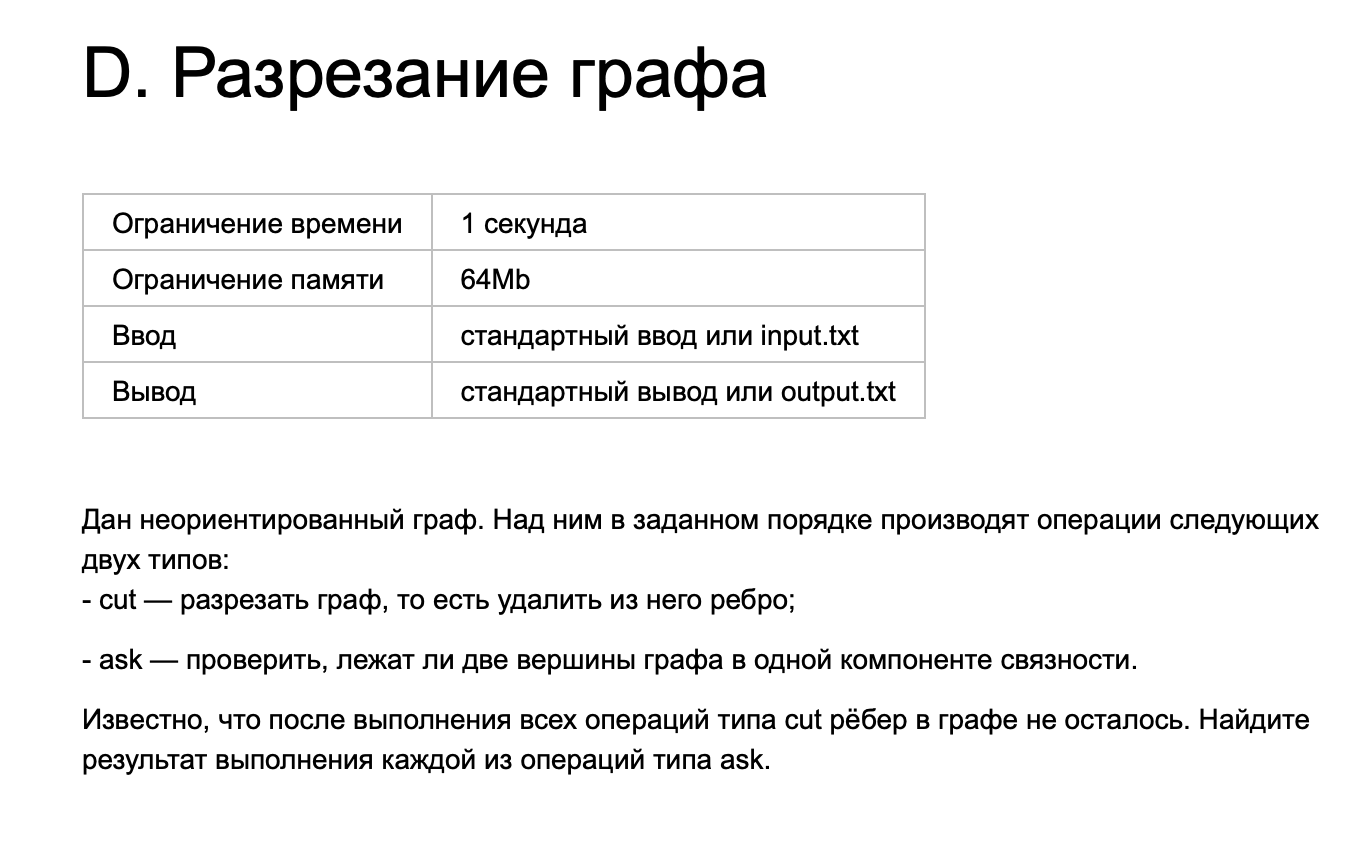 D. Разрезание графа
Ограничение времени 1 секунда
Ограничение памяти 64Mb
Ввод стандартный ввод или input.txt
Вывод стандартный вывод или output.txt
Дан неориентированный граф. Над ним в заданном порядке производят операции следующих
двух типов:
- cut — разрезать граф, то есть удалить из него ребро;
- ask — проверить, лежат ли две вершины графа в одной компоненте связности.
Известно, что после выполнения всех операций типа cut рёбер в графе не осталось. Найдите
результат выполнения каждой из операций типа ask.